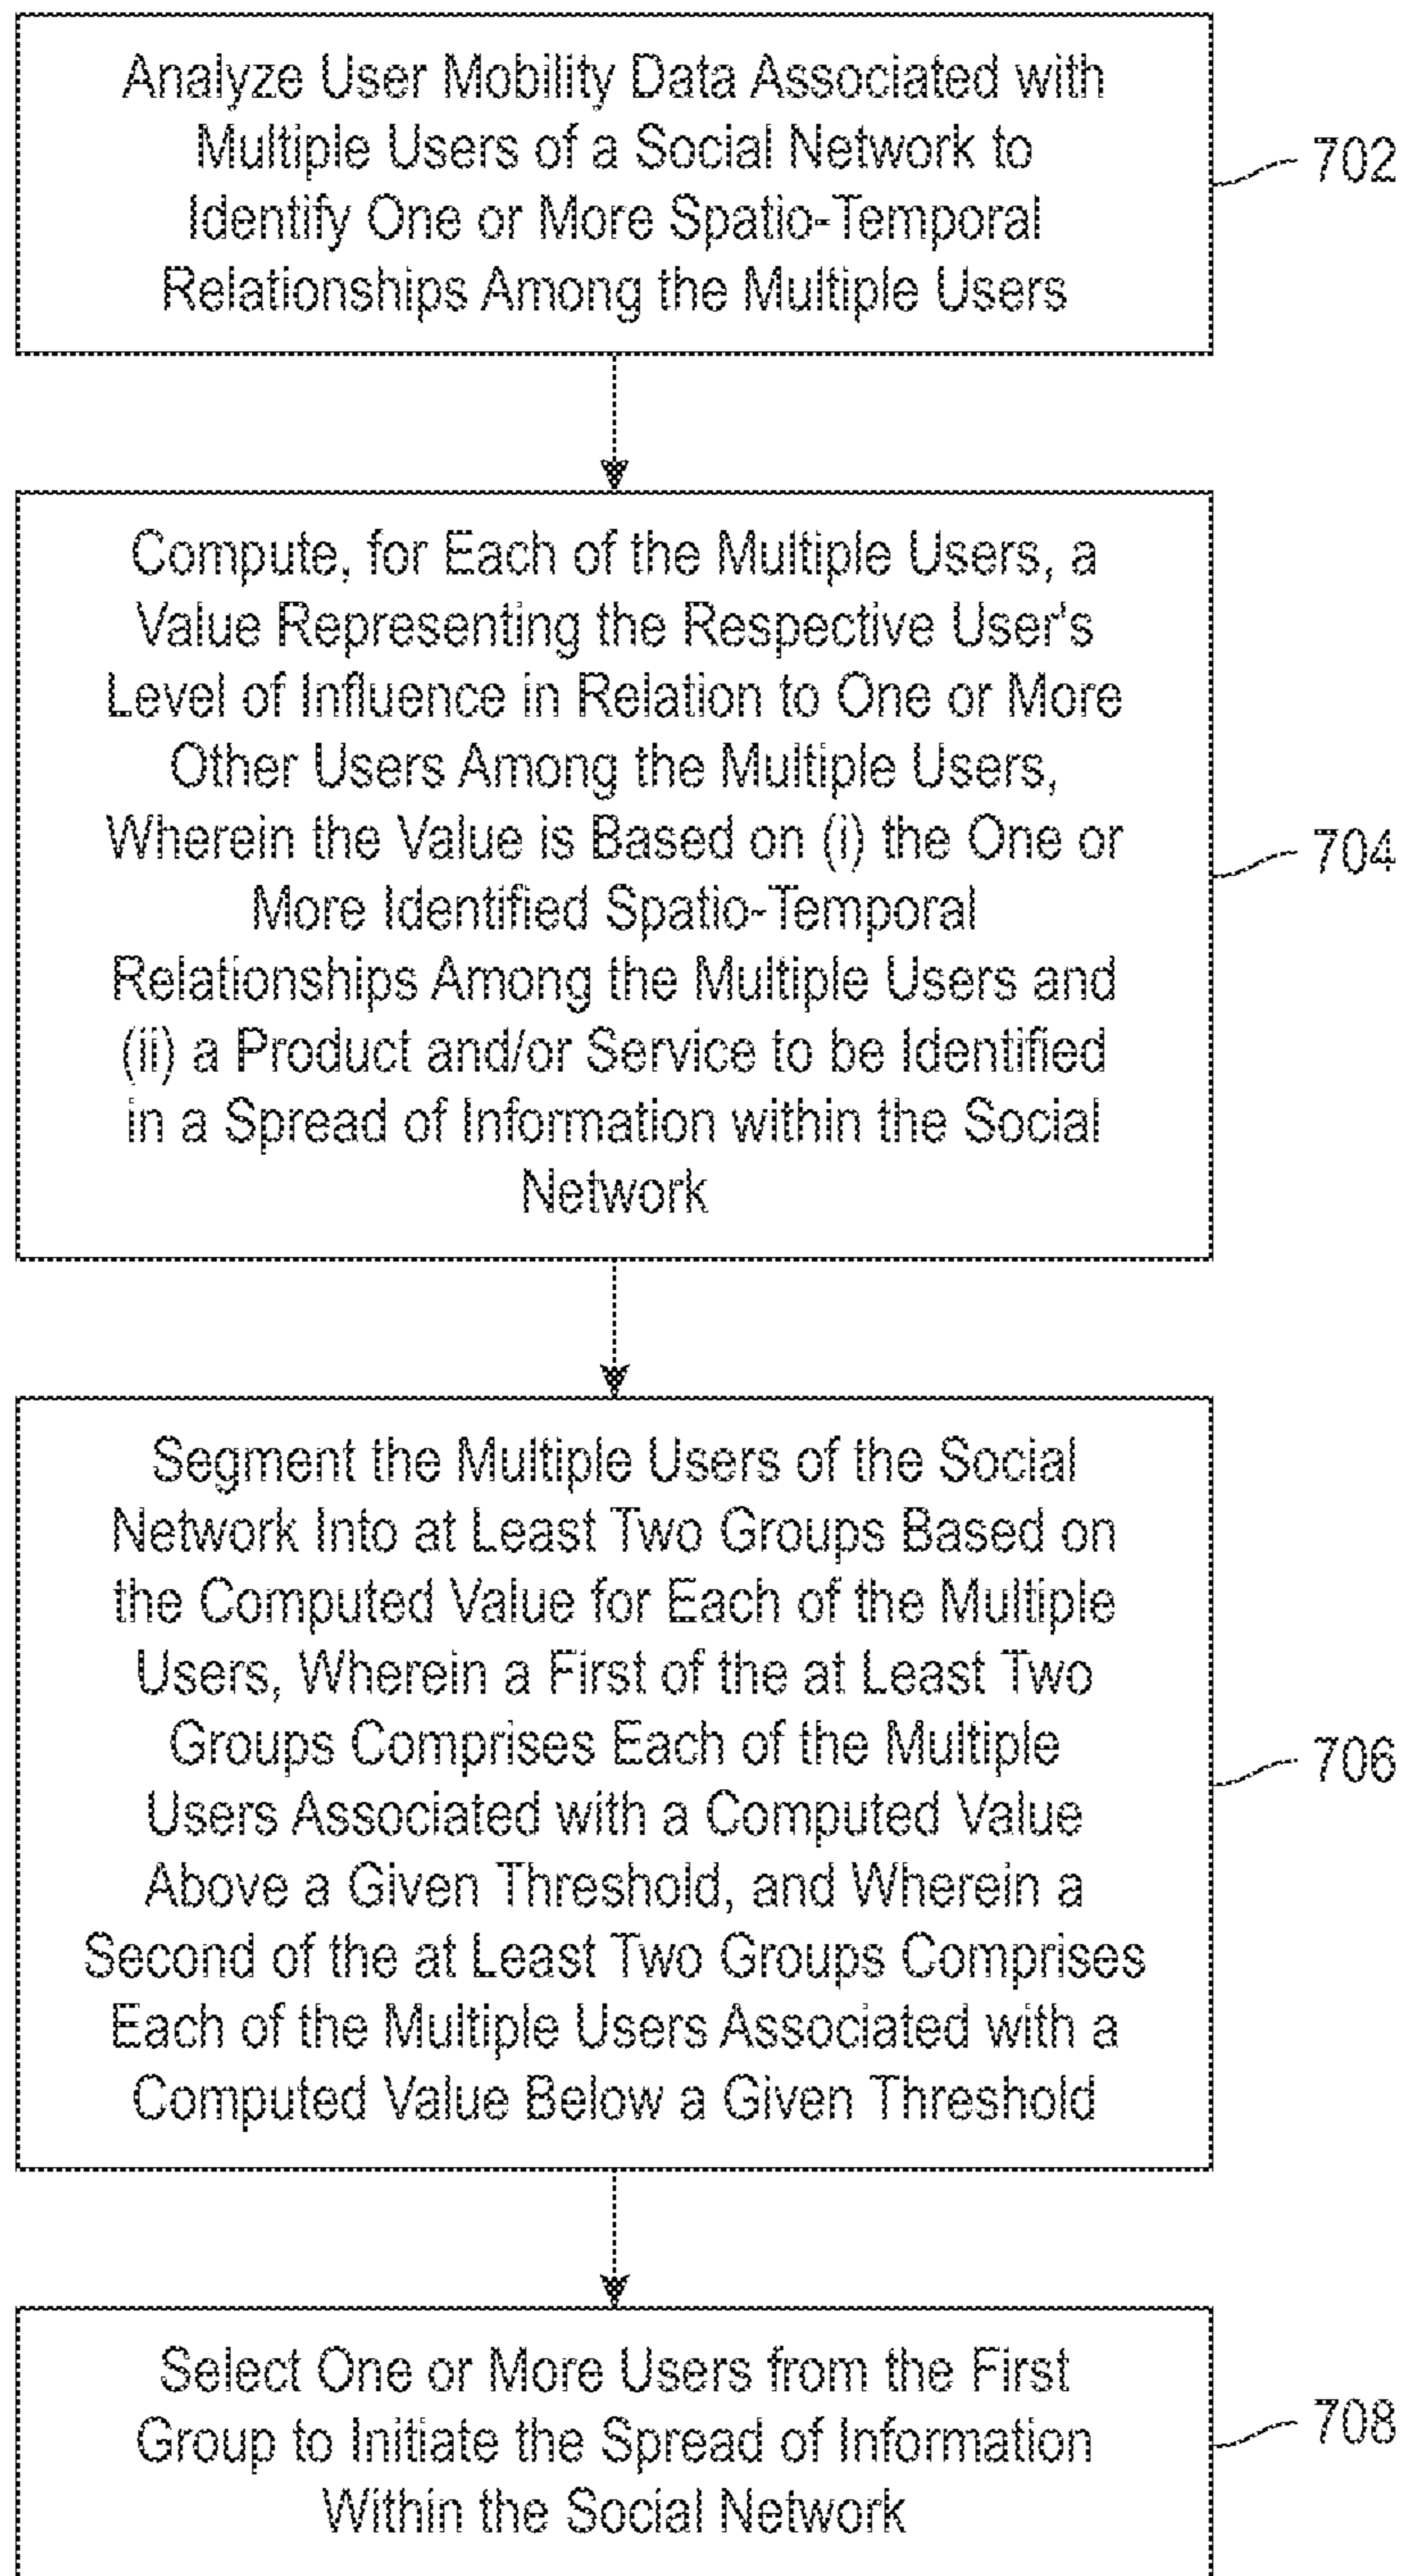 Analyze User Mobility Data Associated with
Multiple Users of a Social Network to
Identify One or More Spatio-Temporal
Relationships Among the Multiple Users
702
Compute, for Each of the Multiple Users, a
Value Representing the Respective User's
Level of Influence in Relation to One or More
Other Users Among the Multiple Users,
Wherein the Value is Based on (i) the One or
More Identified Spatio-Temporal
Relationships Among the Multiple Users and
(ii) a Product and/or Service to be Identified
in a Spread of Information within the Social
Network
704
Segment the Multiple Users of the Social
Network Into at Least Two Groups Based on
the Computed Value for Each of the Multiple
Users, Wherein a First of the at Least Two
Groups Comprises Each of the Multiple
Users Associated with a Computed Value
Above a Given Threshold, and Wherein a
Second of the at Least Two Groups Comprises
Each of the Multiple Users Associated with a
Computed Value Below a Given Threshold
706
Select One or More Users from the First
Group to Initiate the Spread of Information
Within the Social Network
708